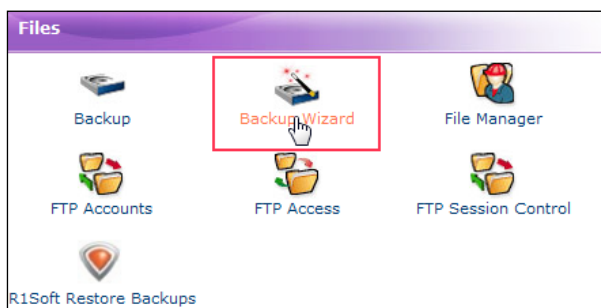 Files
Backup
Backup Wizard
File Manager
FTP Accounts
FTP Access
FTP Session Control
R1Soft Restore Backups